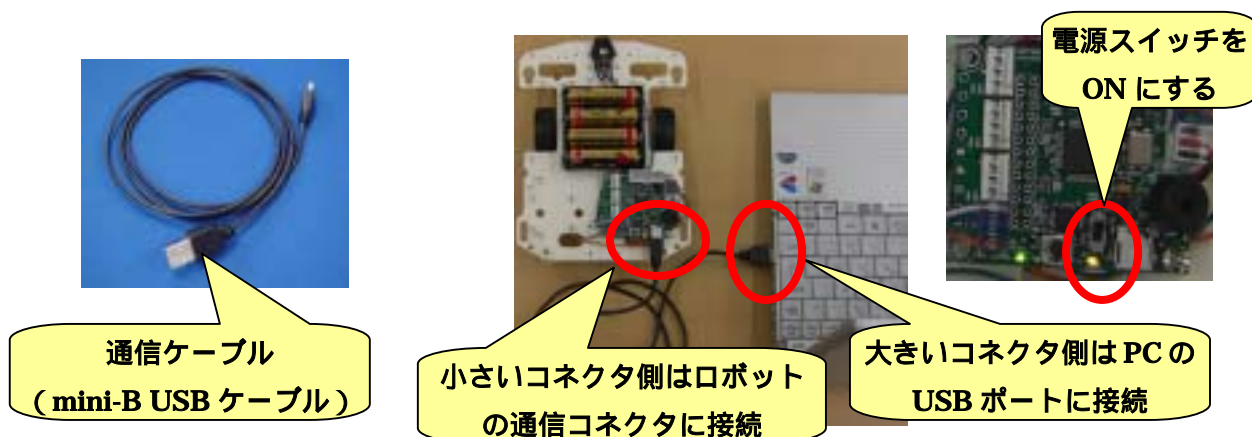 通信ケーブル
（mini-B USB ケーブル）
小さいコネクタ側はロボット
の通信コネクタに接続
大きいコネクタ側は PC の
USB ポートに接続
電源スイッチを
ON にする